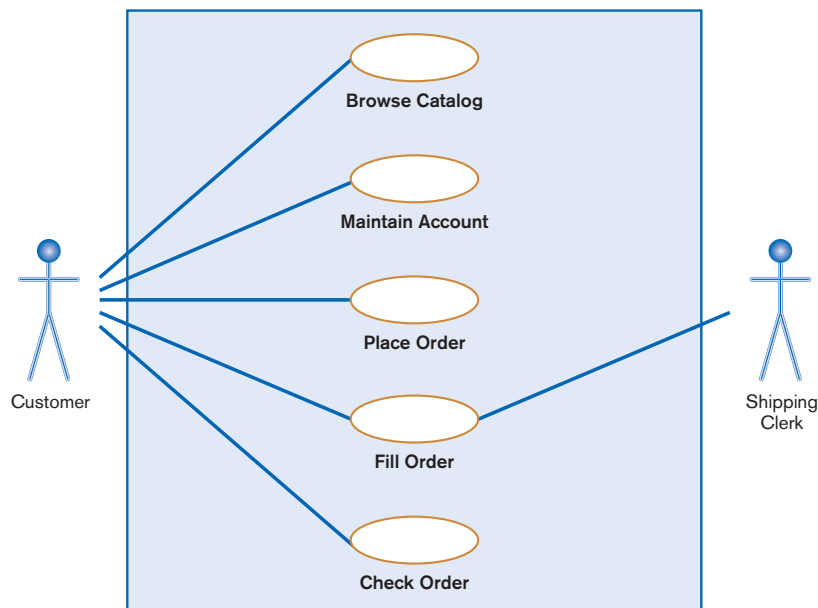 Browse Catalog
Maintain Account
Place Order
Customer
Shipping
Clerk
Fill Order
Check Order